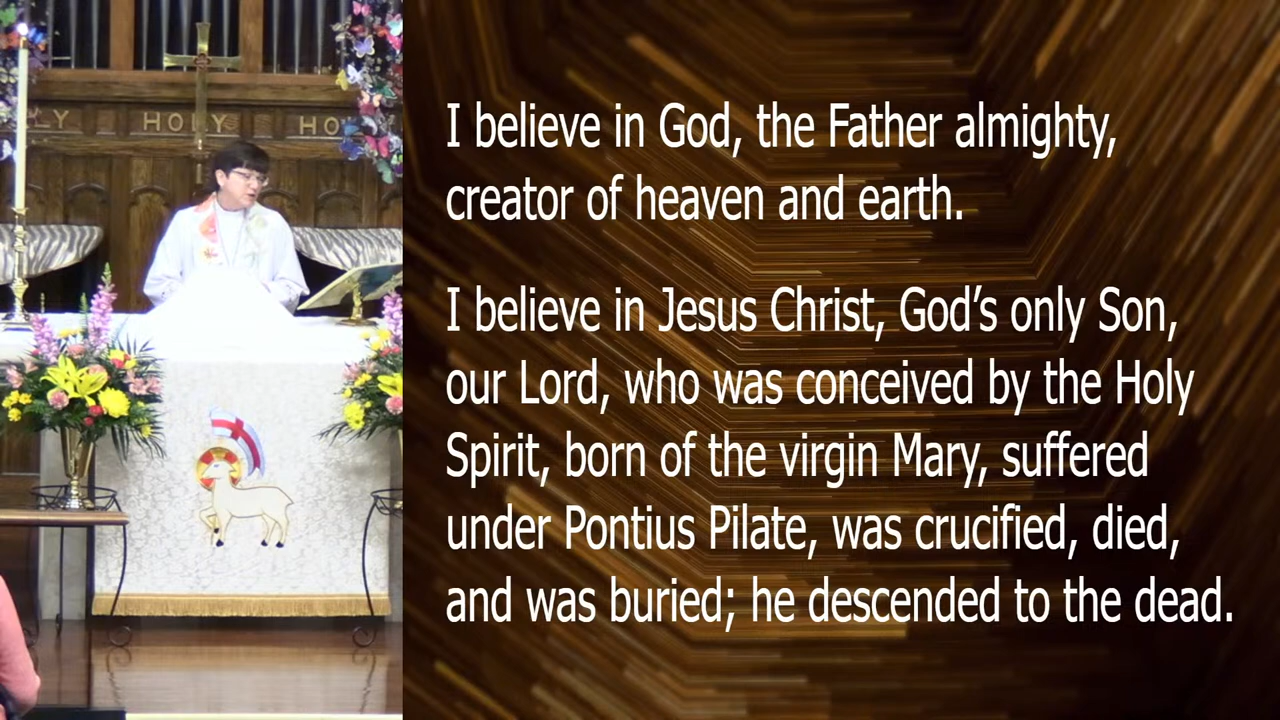 LY HOLY HO
I believe in God, the Father almighty,
creator of heaven and earth.
I believe in Jesus Christ, God’s only Son,
our Lord, who was conceived by the Holy
Spirit, born of the virgin Mary, suffered
under Pontius Pilate, was crucified, died,
and was buried; he descended to the dead.